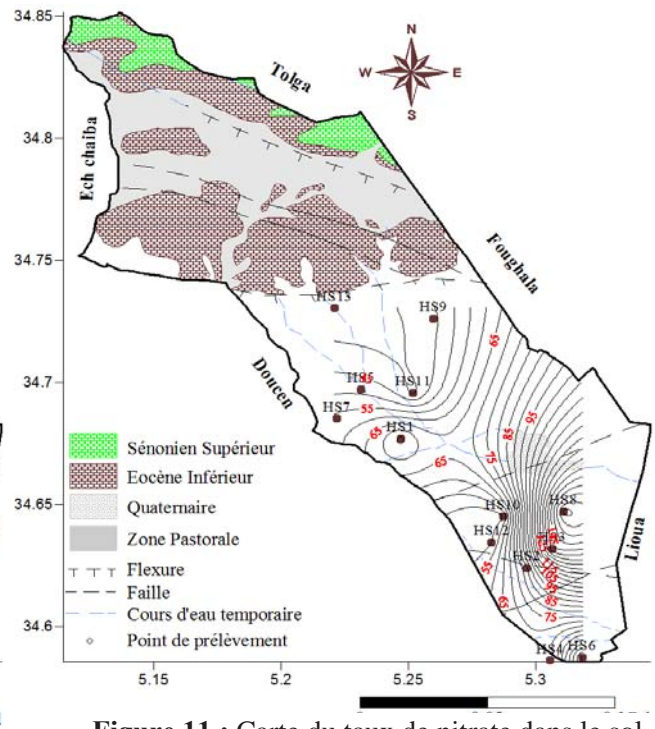 34.85
34.8
34.75
34.7
34.65
34.6
5.15
5.2
5.25
5.3
N
W
E
S
Tolga
Ech chaiba
Foughala
Doucen
Lioua
HS13
HS9
HS5
HS11
HS7
HS1
HS10
HS8
HS12
HS2
HS4
HS6
65
55
65
65
75
85
95
55
65
85
75
Sénonien Supérieur
Eocène Inférieur
Quaternaire
Zone Pastorale
Flexure
Faille
Cours d'eau temporaire
Point de prélèvement
Figure 11 : Carte du taux de nitrate dans le sol